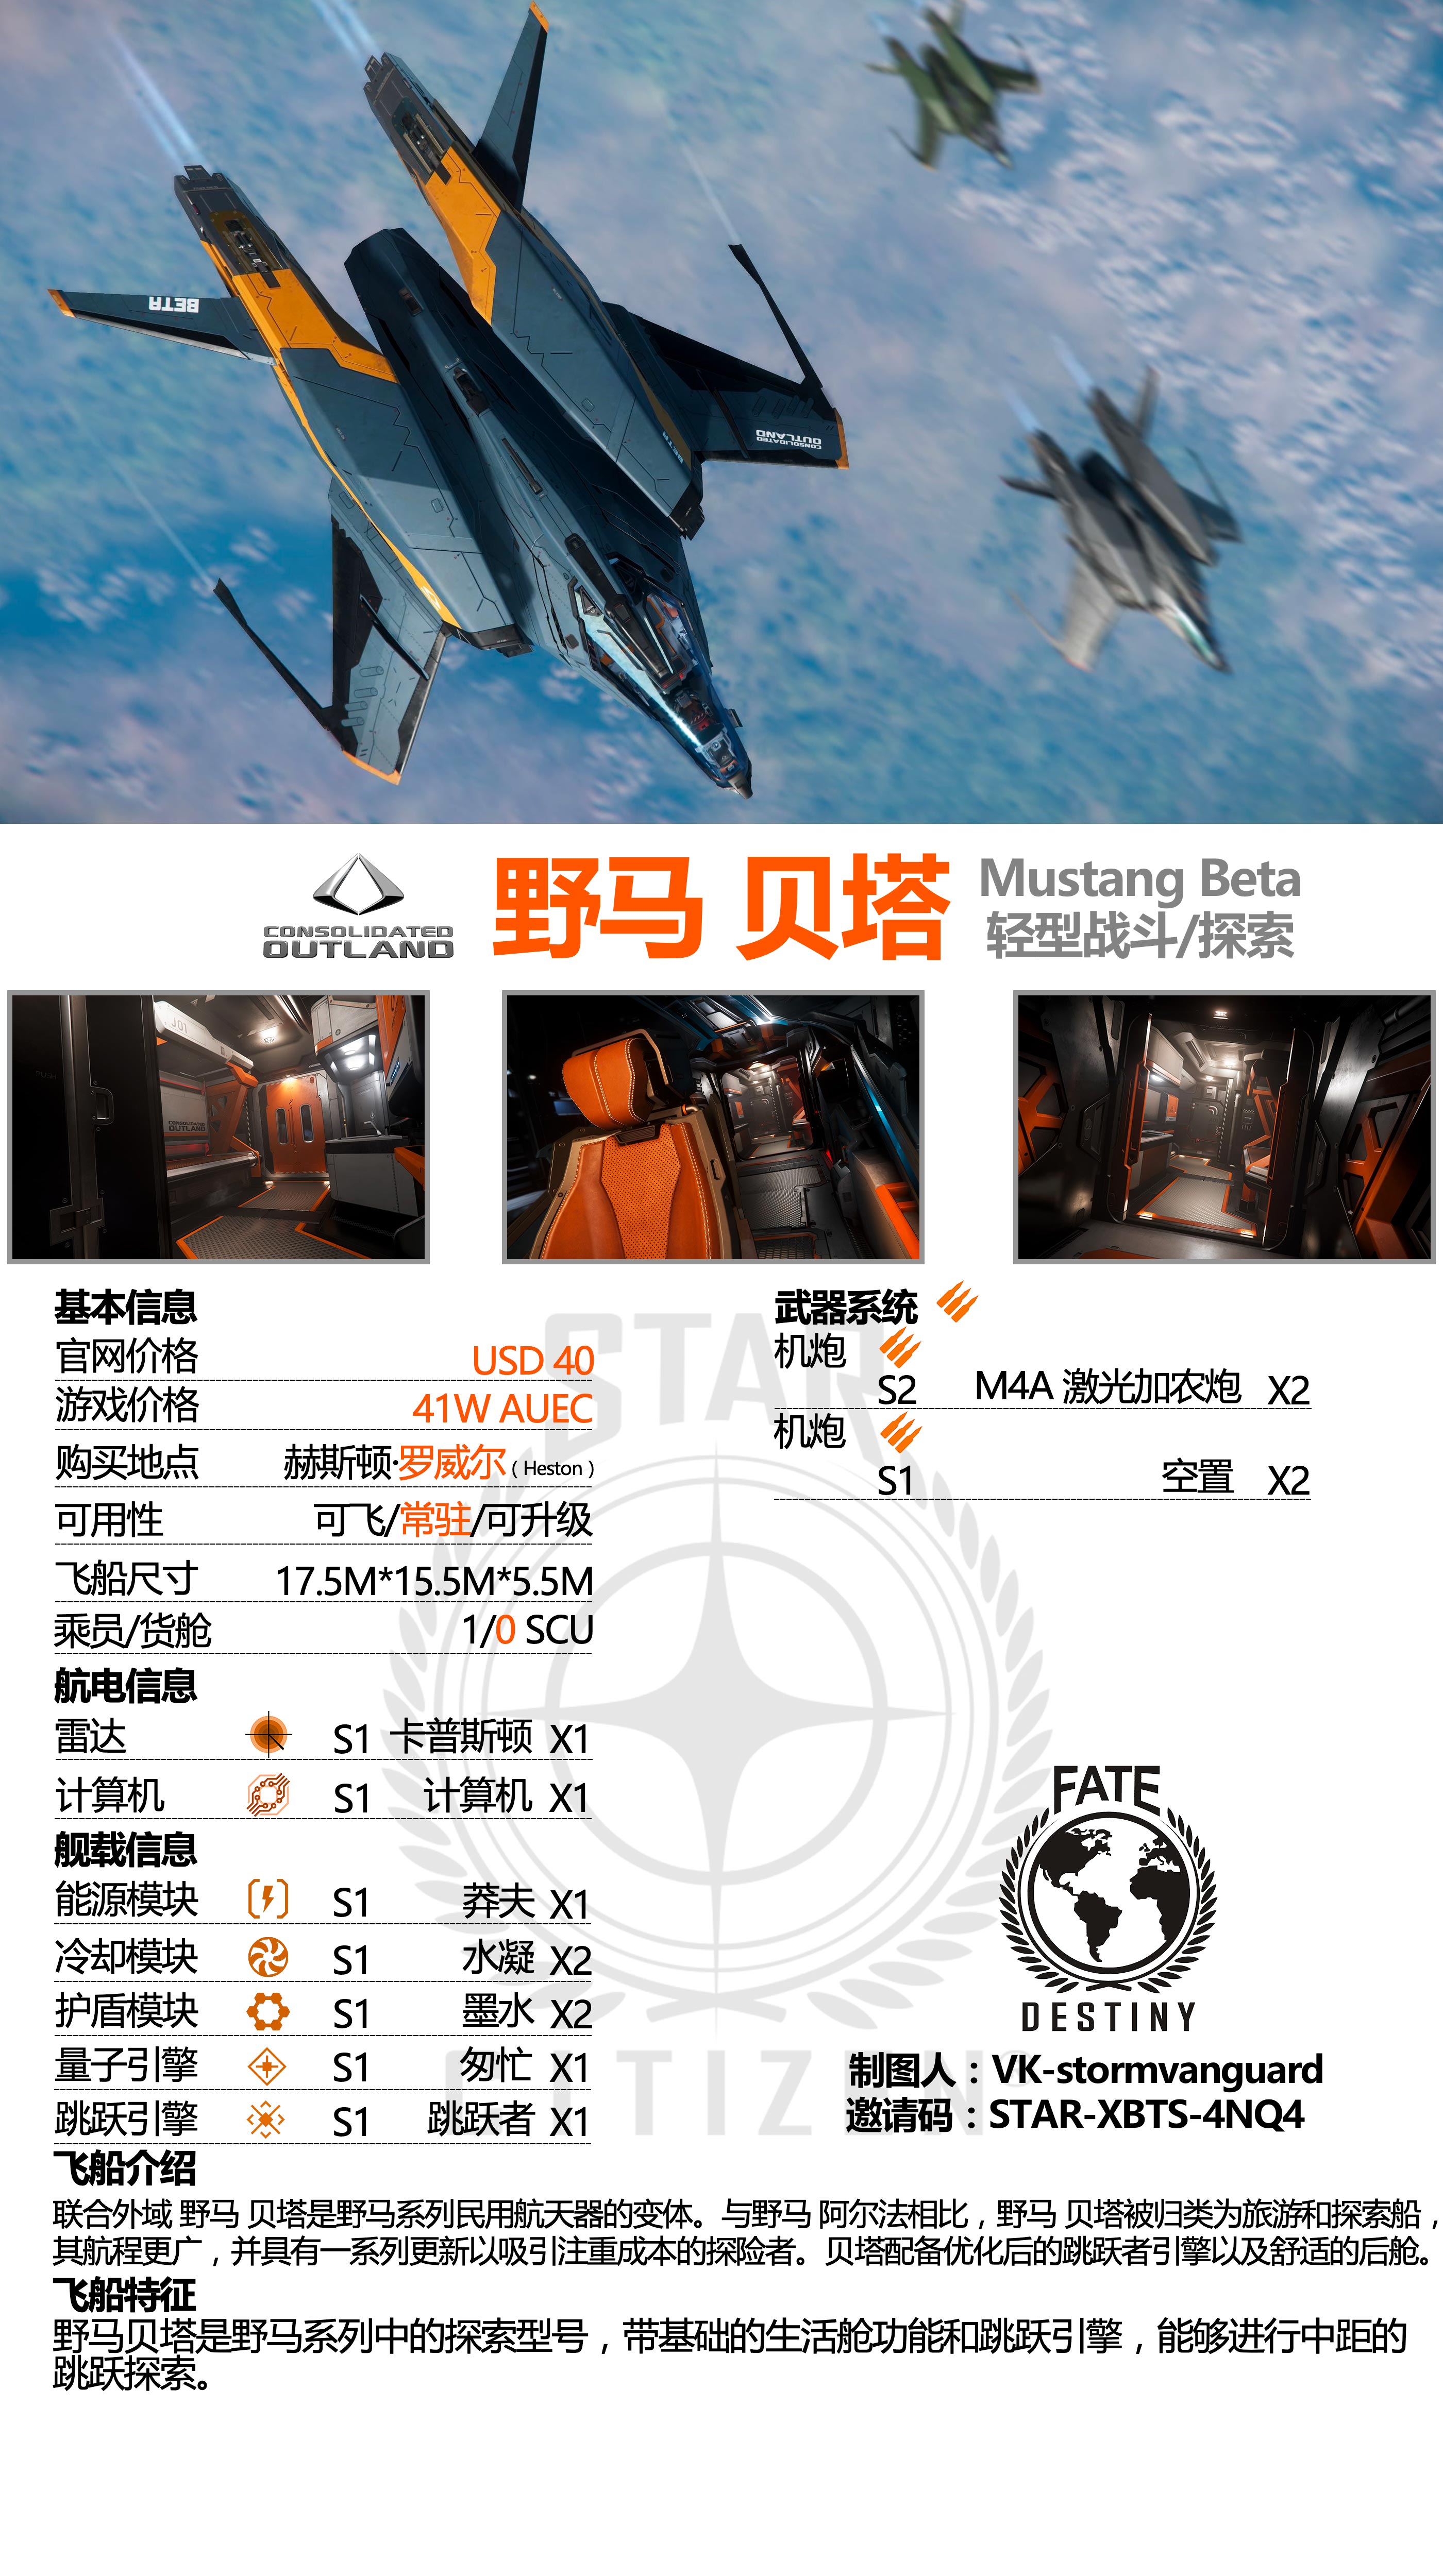 BETA
BETA
CONSOLIDATED
OUTLAND
CONSOLIDATED
OUTLAND
野马 贝塔
Mustang Beta
轻型战斗/探索
J01
CONSOLIDATED
OUTLAND
STAR
CITIZEN
基本信息
官网价格 USD 40
游戏价格 41W AUEC
购买地点 赫斯顿·罗威尔（Heston）
可用性 可飞/常驻/可升级
飞船尺寸 17.5M*15.5M*5.5M
乘员/货舱 1/0 SCU
航电信息
雷达 S1 卡普斯顿 X1
计算机 S1 计算机 X1
舰载信息
能源模块 S1 莽夫 X1
冷却模块 S1 水凝 X2
护盾模块 S1 墨水 X2
量子引擎 S1 匆忙 X1
跳跃引擎 S1 跳跃者 X1
武器系统
机炮
S2 M4A 激光加农炮 X2
机炮
S1 空置 X2
FATE
DESTINY
制图人：VK-stormvanguard
邀请码：STAR-XBTS-4NQ4
飞船介绍
联合外域 野马 贝塔是野马系列民用航天器的变体。与野马 阿尔法相比，野马 贝塔被归类为旅游和探索船，
其航程更广，并具有一系列更新以吸引注重成本的探险者。贝塔配备优化后的跳跃者引擎以及舒适的后舱。
飞船特征
野马贝塔是野马系列中的探索型号，带基础的生活舱功能和跳跃引擎，能够进行中距的
跳跃探索。